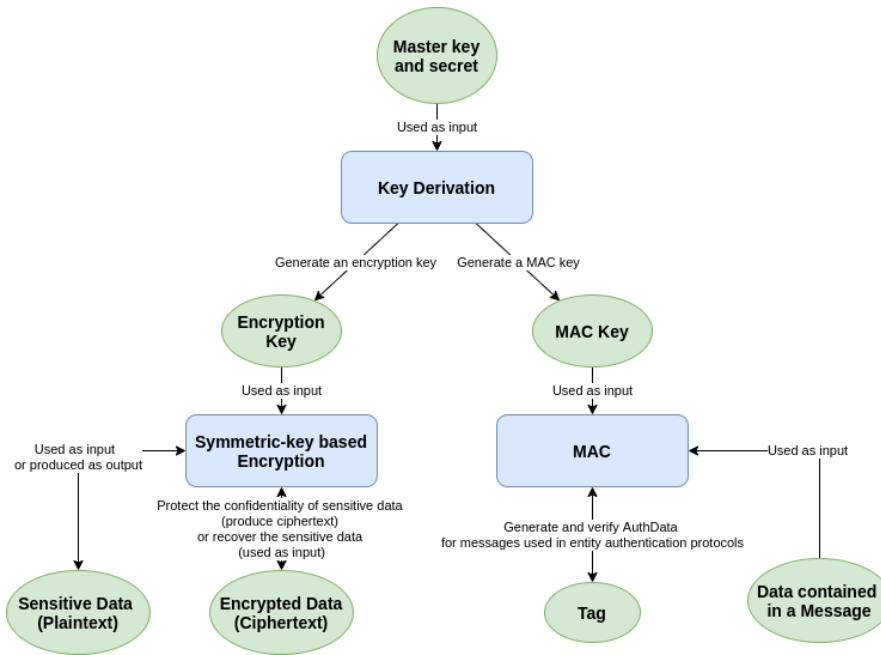 Master key
and secret
Used as input
Key Derivation
Generate an encryption key
Generate a MAC key
Encryption
Key
MAC Key
Used as input
Used as input
Symmetric-key based
Encryption
MAC
Used as input
or produced as output
Used as input
Protect the confidentiality of sensitive data
(produce ciphertext)
or recover the sensitive data
(used as input)
Generate and verify AuthData
for messages used in entity authentication protocols
Sensitive Data
(Plaintext)
Encrypted Data
(Ciphertext)
Tag
Data contained
in a Message